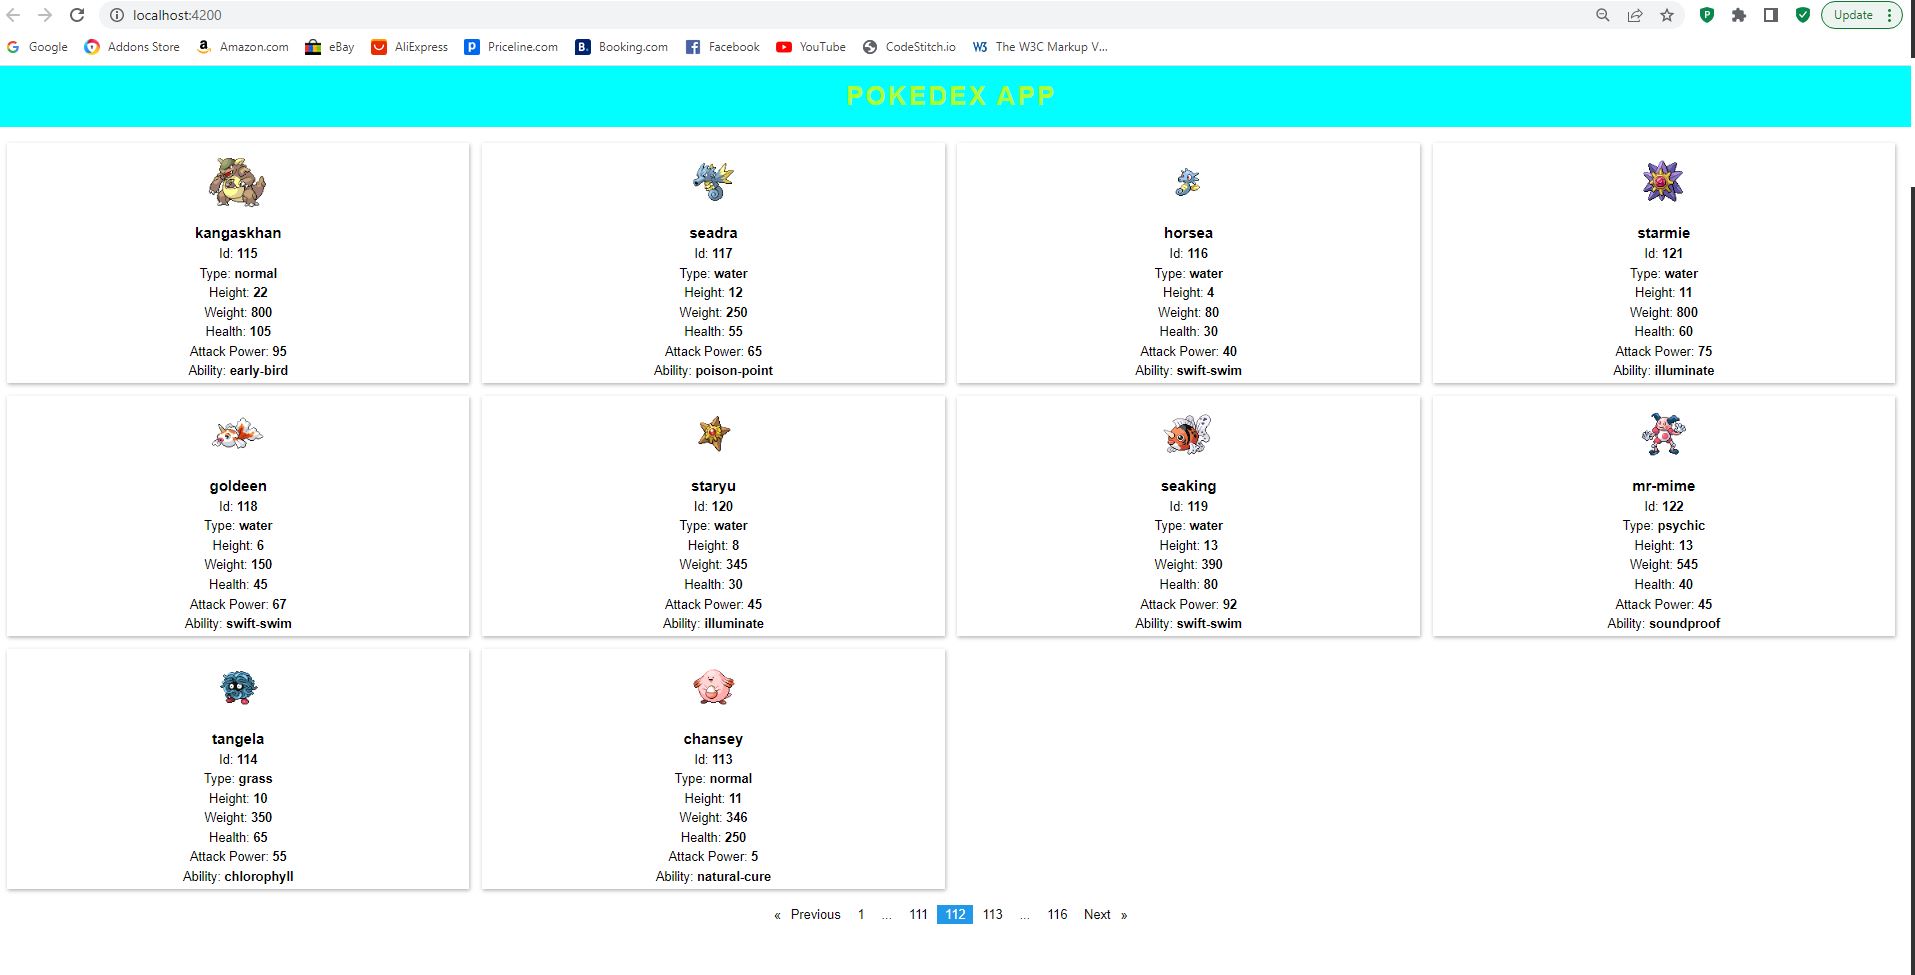 localhost:4200
Update
Google Addons Store Amazon.com eBay AliExpress Priceline.com Booking.com Facebook YouTube CodeStitch.io The W3C Markup V...
POKEDEX APP
kangaskhan
Id: 115
Type: normal
Height: 22
Weight: 800
Health: 105
Attack Power: 95
Ability: early-bird
seadra
Id: 117
Type: water
Height: 12
Weight: 250
Health: 55
Attack Power: 65
Ability: poison-point
horsea
Id: 116
Type: water
Height: 4
Weight: 80
Health: 30
Attack Power: 40
Ability: swift-swim
starmie
Id: 121
Type: water
Height: 11
Weight: 800
Health: 60
Attack Power: 75
Ability: illuminate
goldeen
Id: 118
Type: water
Height: 6
Weight: 150
Health: 45
Attack Power: 67
Ability: swift-swim
staryu
Id: 120
Type: water
Height: 8
Weight: 345
Health: 30
Attack Power: 45
Ability: illuminate
seaking
Id: 119
Type: water
Height: 13
Weight: 390
Health: 80
Attack Power: 92
Ability: swift-swim
mr-mime
Id: 122
Type: psychic
Height: 13
Weight: 545
Health: 40
Attack Power: 45
Ability: soundproof
tangela
Id: 114
Type: grass
Height: 10
Weight: 350
Health: 65
Attack Power: 55
Ability: chlorophyll
chansey
Id: 113
Type: normal
Height: 11
Weight: 346
Health: 250
Attack Power: 5
Ability: natural-cure
« Previous 1 ... 111 112 113 ... 116 Next »